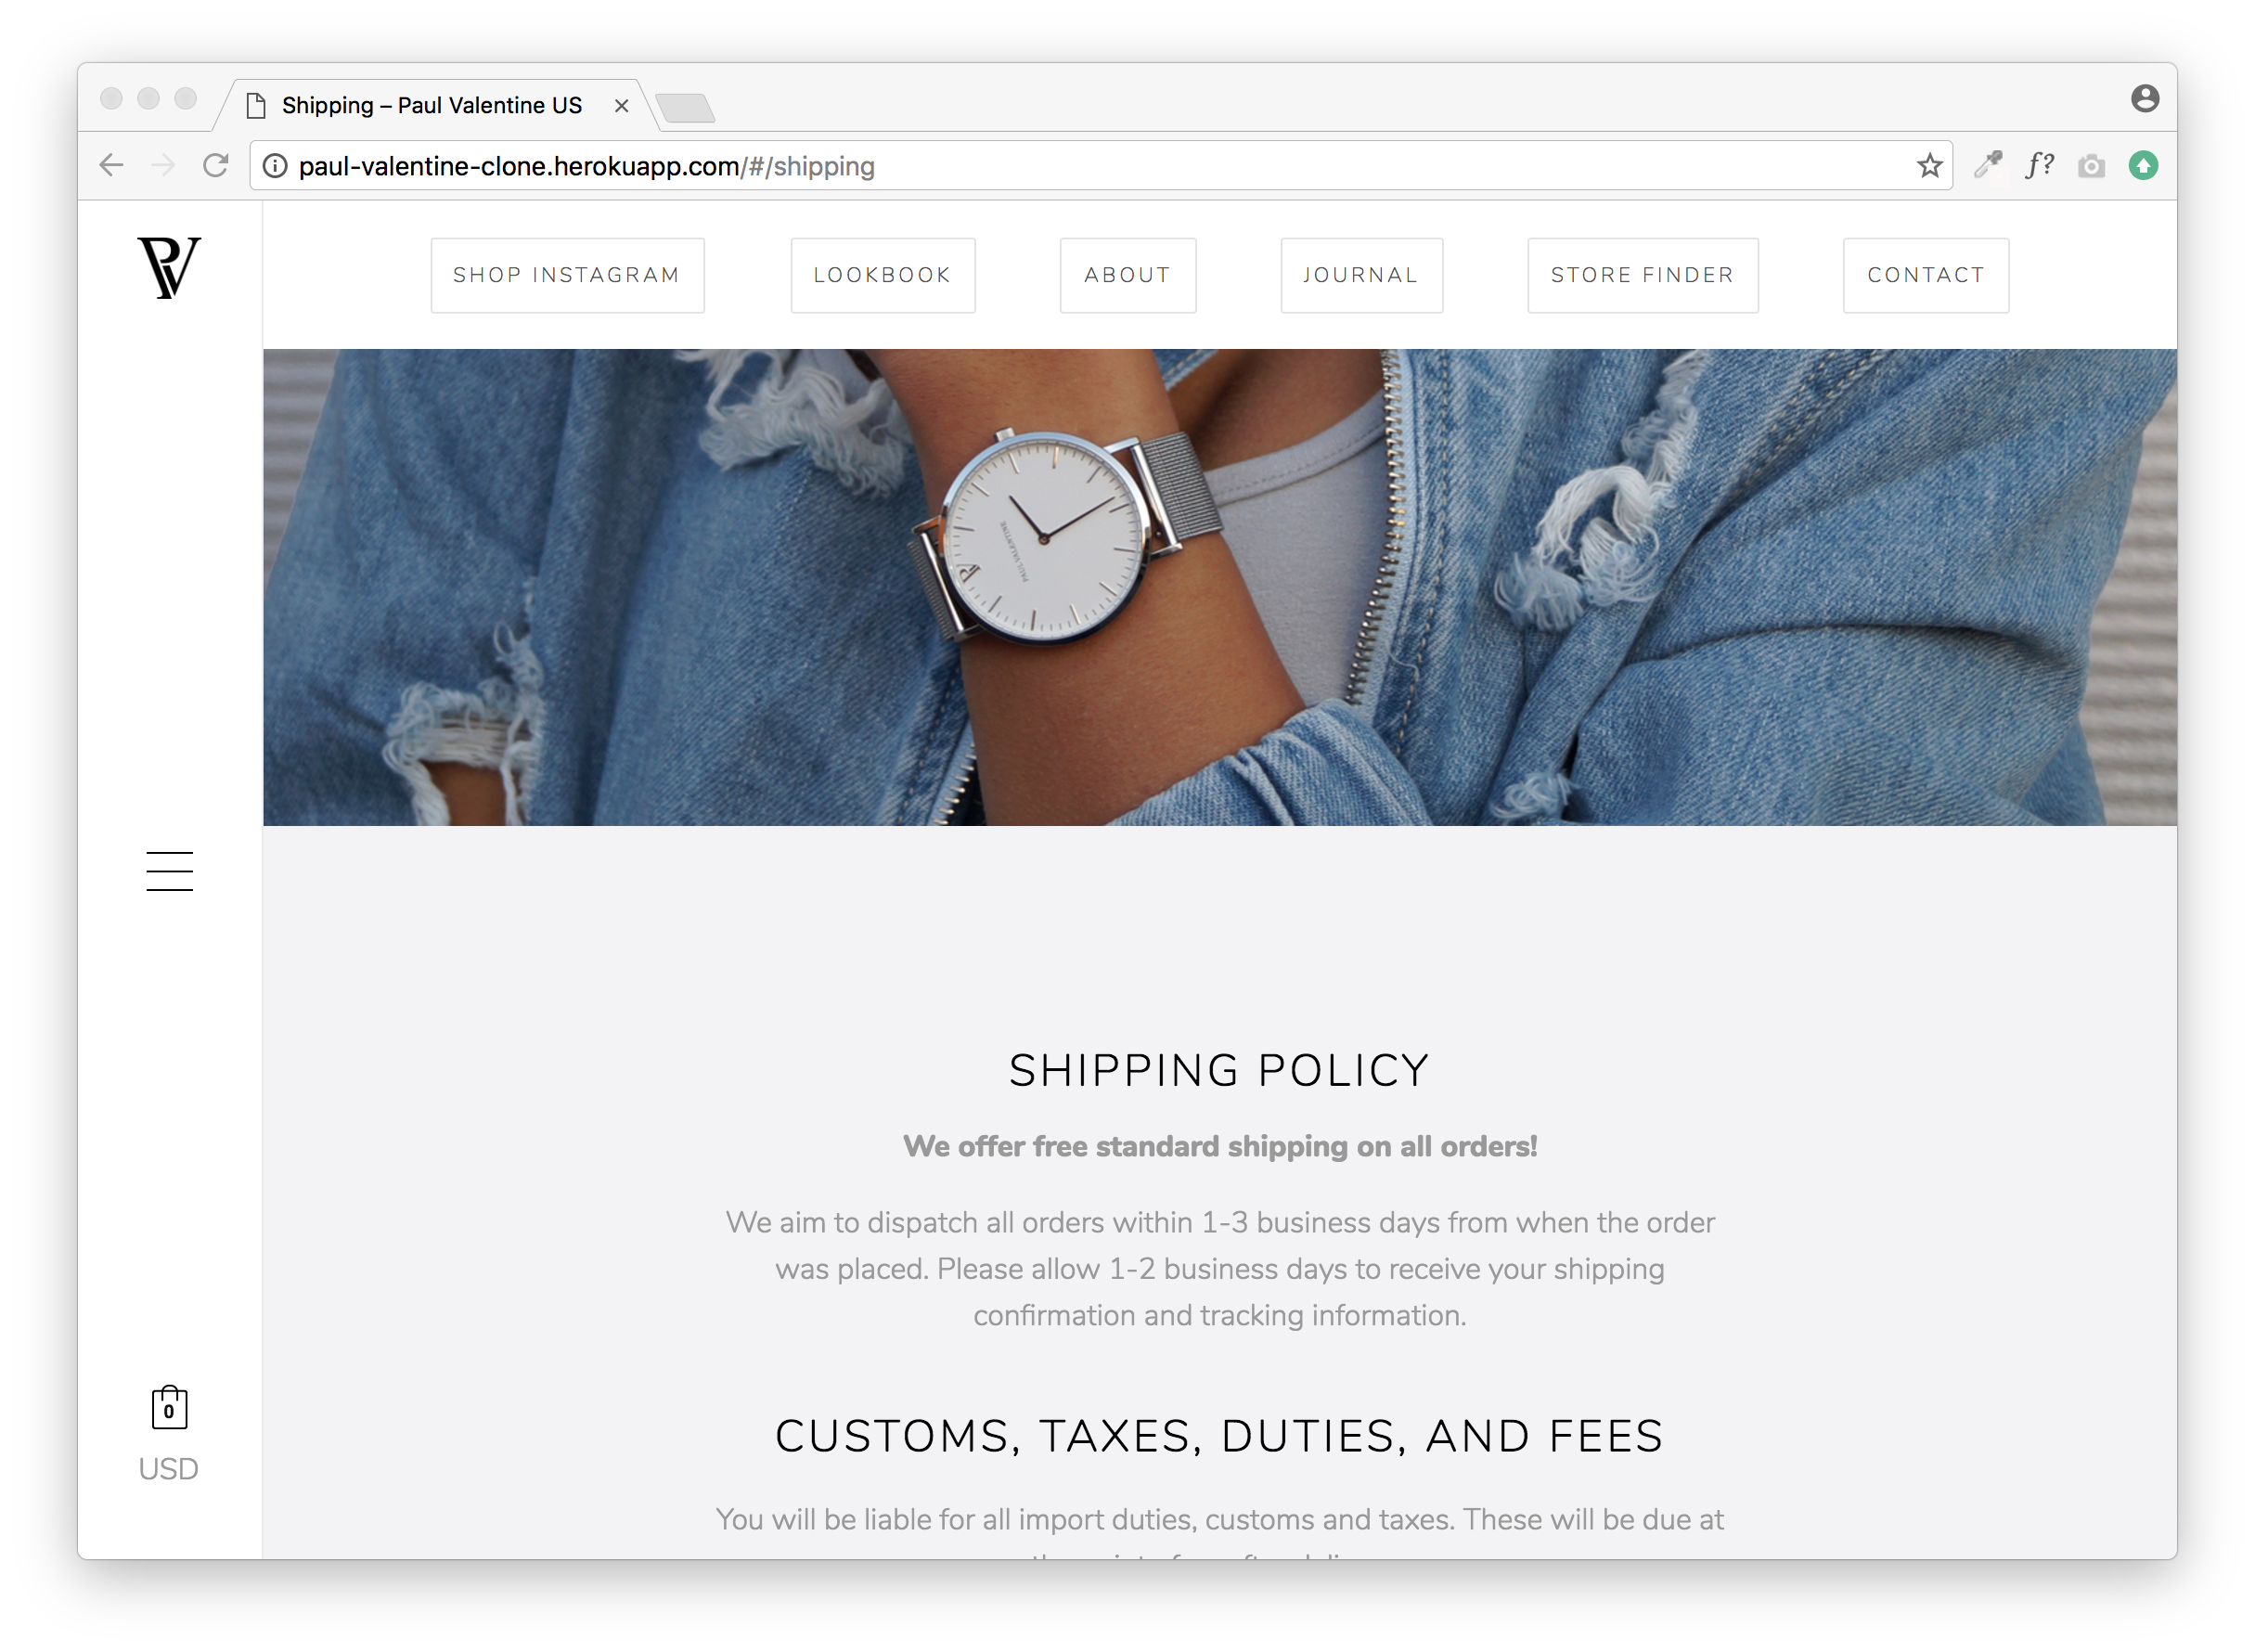 Shipping – Paul Valentine US
paul-valentine-clone.herokuapp.com/#/shipping
f?
PV
SHOP INSTAGRAM
LOOKBOOK
ABOUT
JOURNAL
STORE FINDER
CONTACT
PAUL VALENTINE
SHIPPING POLICY
We offer free standard shipping on all orders!
We aim to dispatch all orders within 1-3 business days from when the order
was placed. Please allow 1-2 business days to receive your shipping
confirmation and tracking information.
CUSTOMS, TAXES, DUTIES, AND FEES
You will be liable for all import duties, customs and taxes. These will be due at
0
USD